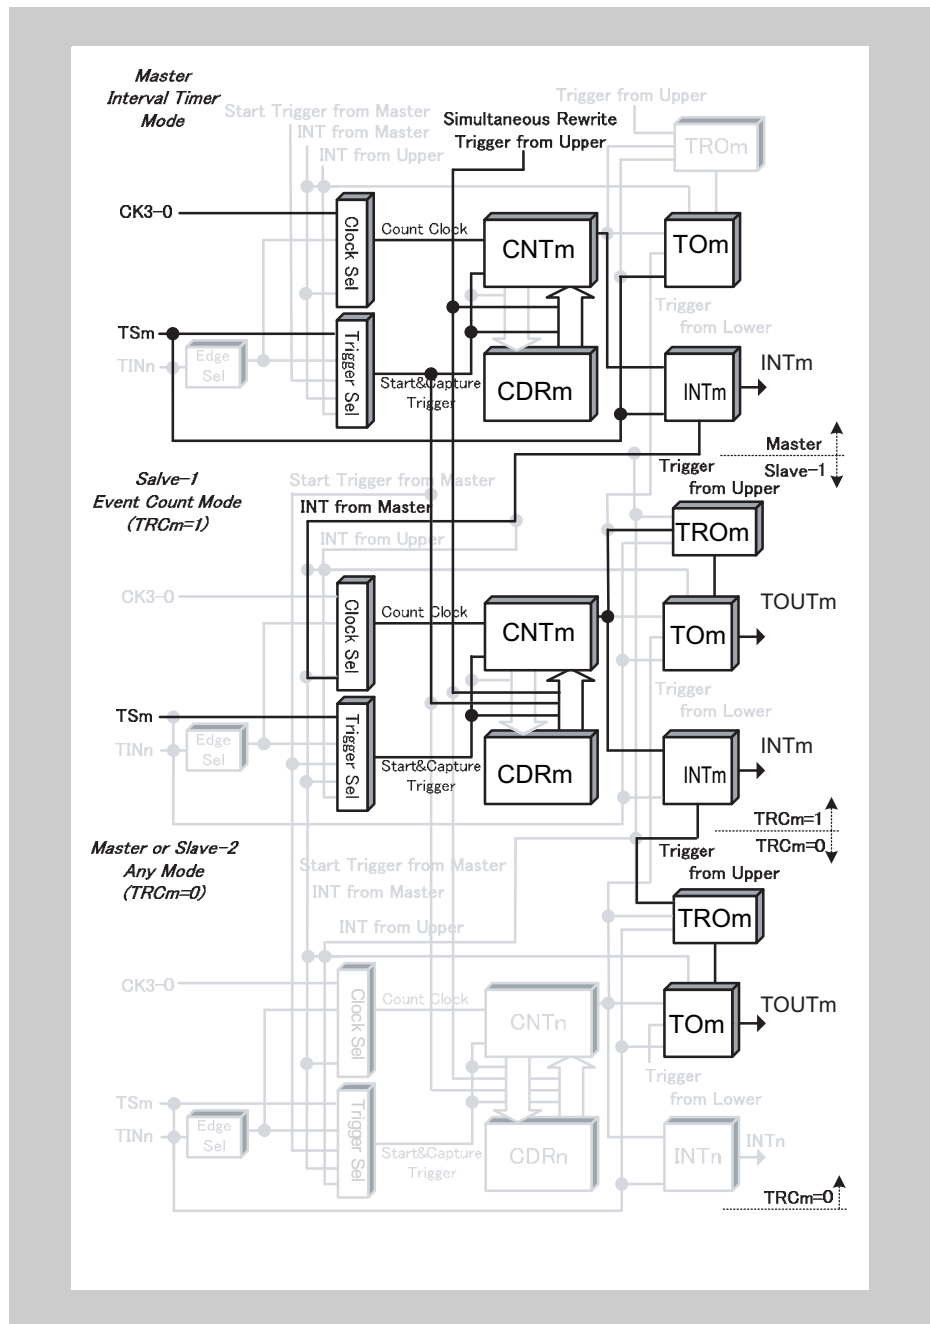 Master
Interval Timer
Mode
Start Trigger from Master
INT from Master
INT from Upper
Simultaneous Rewrite
Trigger from Upper
Trigger from Upper
TROm
CK3-0
Clock Sel
Count Clock
CNTm
TOm
Trigger
from Lower
TSm
TINn
Edge
Sel
Trigger Sel
Start&Capture
Trigger
CDRm
INTm
INTm
Master
Slave-1
Trigger
from Upper
Salve-1
Event Count Mode
(TRCm=1)
Start Trigger from Master
INT from Master
INT from Upper
TROm
CK3-0
Clock Sel
Count Clock
CNTm
TOm
TOUTm
Trigger
from Lower
TSm
TINn
Edge
Sel
Trigger Sel
Start&Capture
Trigger
CDRm
INTm
INTm
TRCm=1
TRCm=0
Trigger
from Upper
Master or Slave-2
Any Mode
(TRCm=0)
Start Trigger from Master
INT from Master
INT from Upper
TROm
CK3-0
Clock Sel
Count Clock
CNTn
TOm
TOUTm
Trigger
from Lower
TSm
TINn
Edge
Sel
Trigger Sel
Start&Capture
Trigger
CDRn
INTn
INTn
TRCm=0